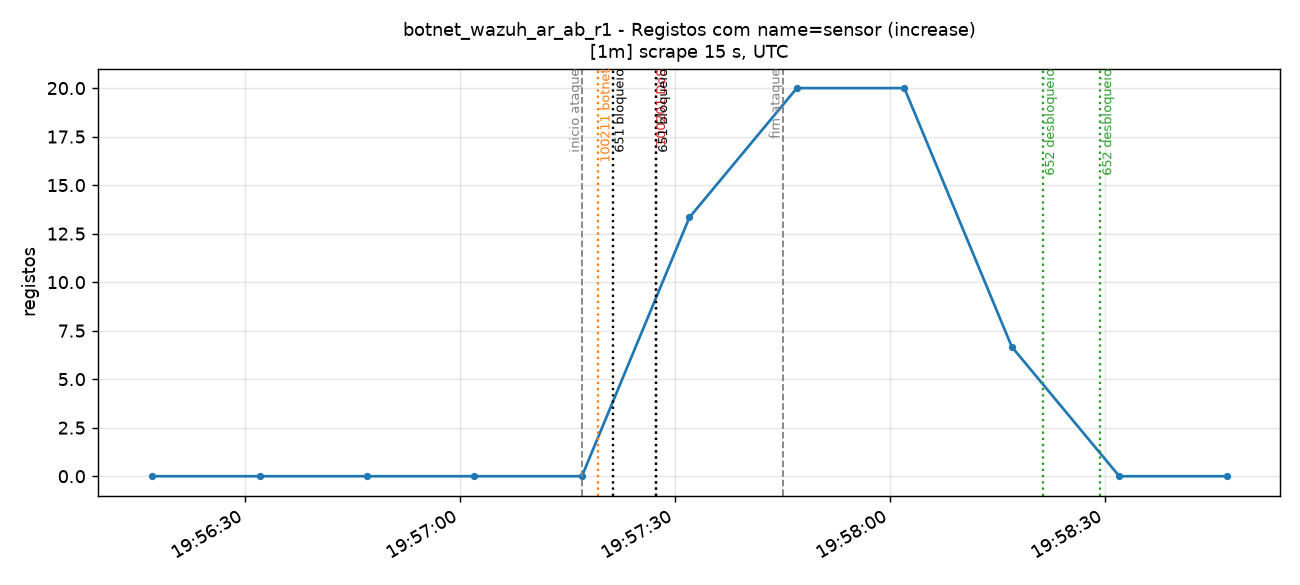 botnet_wazuh_ar_ab_r1 - Registos com name=sensor (increase)
[1m] scrape 15 s, UTC
registos
20.0
17.5
15.0
12.5
10.0
7.5
5.0
2.5
0.0
inicio ataque
100211 botnet
651 bloqueio
651 bloqueio
fim ataque
652 desbloqueio
652 desbloqueio
19:56:30
19:57:00
19:57:30
19:58:00
19:58:30